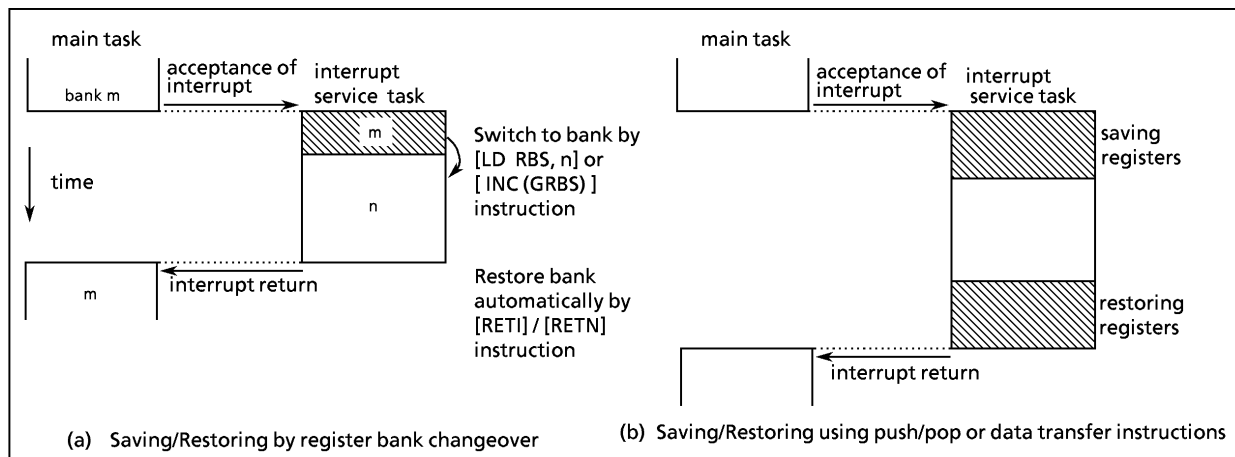 main task
bank m
acceptance of
interrupt
interrupt
service task
m
Switch to bank by
[LD RBS, n] or
[ INC (GRBS) ]
instruction
time
n
interrupt return
m
Restore bank
automatically by
[RETI] / [RETN]
instruction
(a) Saving/Restoring by register bank changeover
main task
acceptance of
interrupt
interrupt
service task
saving
registers
restoring
registers
interrupt return
(b) Saving/Restoring using push/pop or data transfer instructions